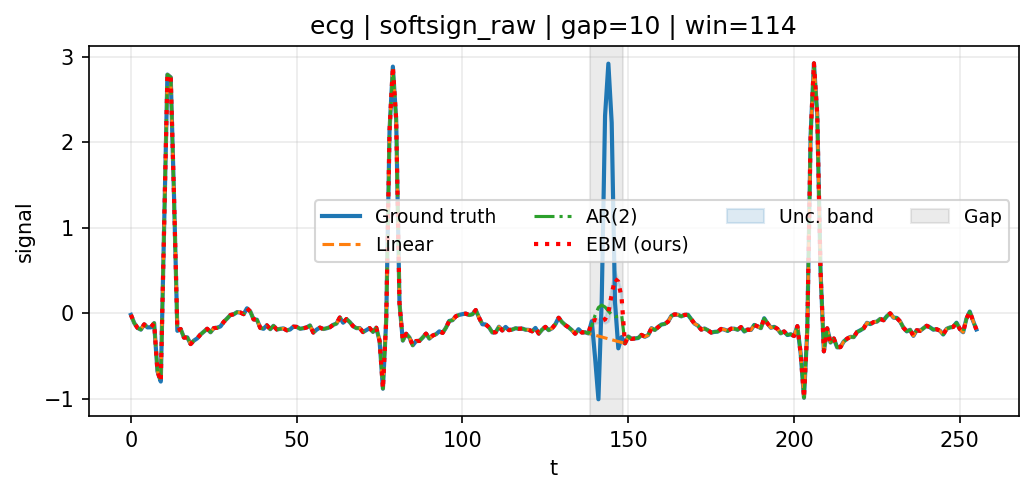 ecg | softsign_raw | gap=10 | win=114
3
2
1
0
−1
signal
Ground truth
Linear
AR(2)
EBM (ours)
Unc. band
Gap
0
50
100
150
200
250
t